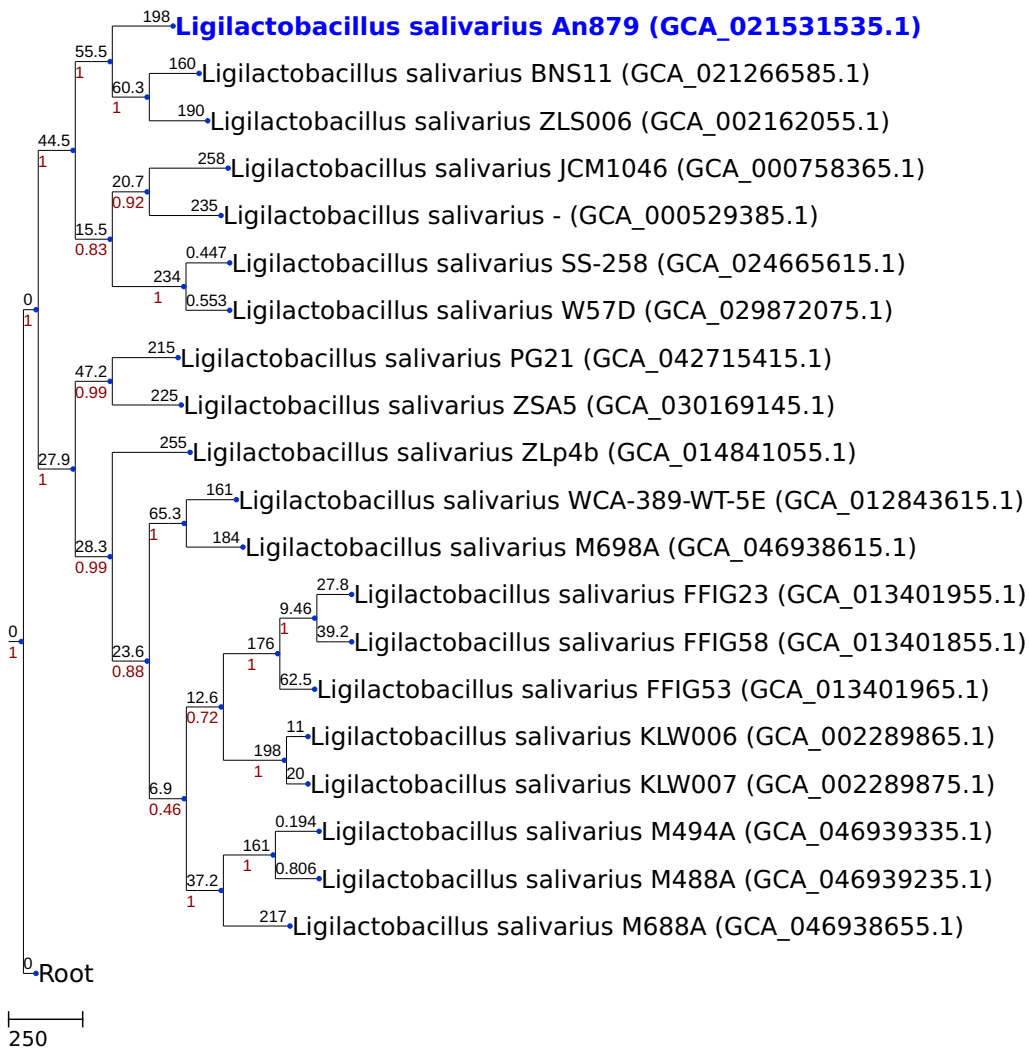 198
Ligilactobacillus salivarius An879 (GCA_021531535.1)
55.5
1
160
Ligilactobacillus salivarius BNS11 (GCA_021266585.1)
60.3
1
190
Ligilactobacillus salivarius ZLS006 (GCA_002162055.1)
44.5
1
258
Ligilactobacillus salivarius JCM1046 (GCA_000758365.1)
20.7
0.92
235
Ligilactobacillus salivarius - (GCA_000529385.1)
15.5
0.83
0.447
Ligilactobacillus salivarius SS-258 (GCA_024665615.1)
234
1
0.553
Ligilactobacillus salivarius W57D (GCA_029872075.1)
0
1
215
Ligilactobacillus salivarius PG21 (GCA_042715415.1)
47.2
0.99
225
Ligilactobacillus salivarius ZSA5 (GCA_030169145.1)
27.9
1
255
Ligilactobacillus salivarius ZLp4b (GCA_014841055.1)
161
Ligilactobacillus salivarius WCA-389-WT-5E (GCA_012843615.1)
65.3
1
184
Ligilactobacillus salivarius M698A (GCA_046938615.1)
28.3
0.99
27.8
Ligilactobacillus salivarius FFIG23 (GCA_013401955.1)
9.46
1
39.2
Ligilactobacillus salivarius FFIG58 (GCA_013401855.1)
0
1
176
1
23.6
0.88
62.5
Ligilactobacillus salivarius FFIG53 (GCA_013401965.1)
12.6
0.72
11
Ligilactobacillus salivarius KLW006 (GCA_002289865.1)
198
1
20
Ligilactobacillus salivarius KLW007 (GCA_002289875.1)
6.9
0.46
0.194
Ligilactobacillus salivarius M494A (GCA_046939335.1)
161
1
0.806
Ligilactobacillus salivarius M488A (GCA_046939235.1)
37.2
1
217
Ligilactobacillus salivarius M688A (GCA_046938655.1)
0
Root
250